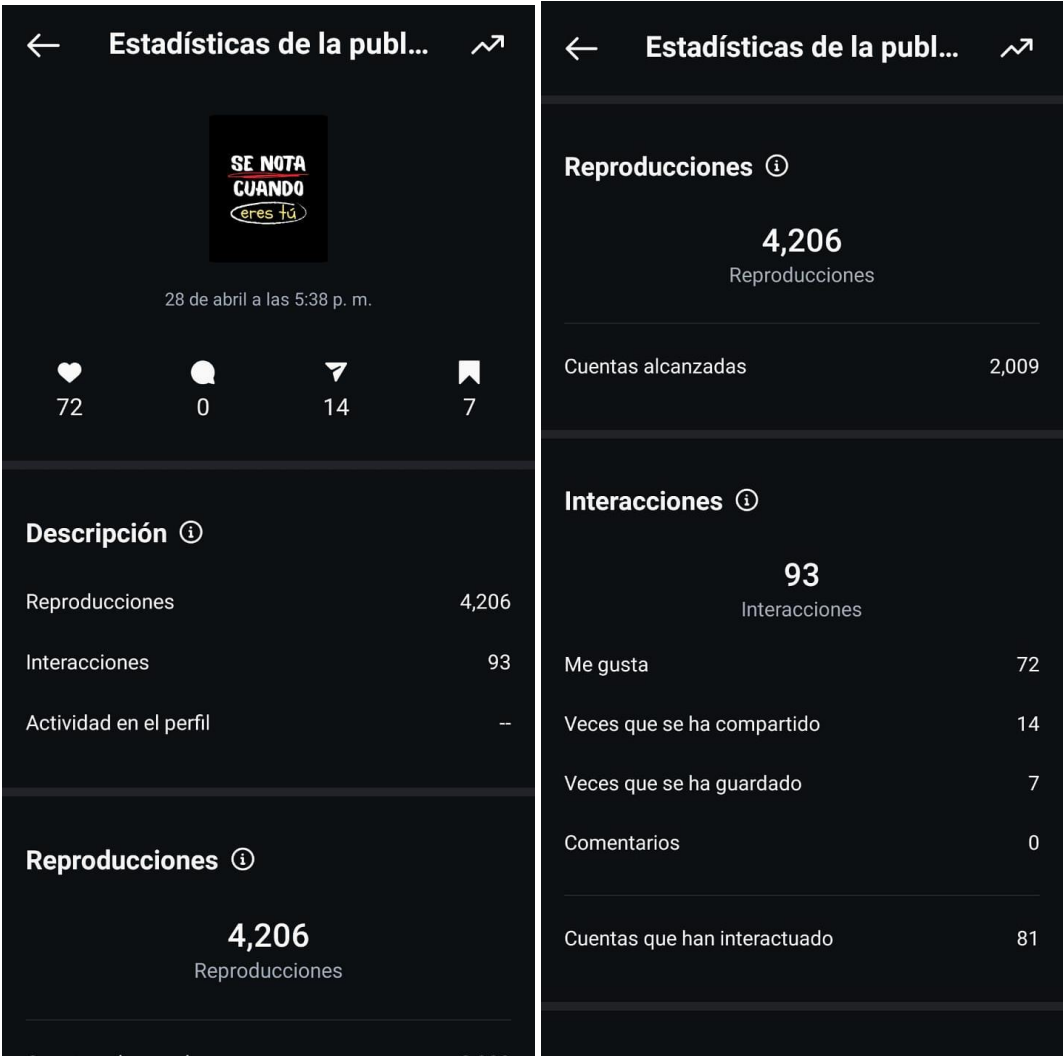 Estadísticas de la publ...
SE NOTA
CUANDO
eres tú
28 de abril a las 5:38 p. m.
72 0 14 7
Descripción
Reproducciones 4,206
Interacciones 93
Actividad en el perfil --
Reproducciones
4,206
Reproducciones
Estadísticas de la publ...
Reproducciones
4,206
Reproducciones
Cuentas alcanzadas 2,009
Interacciones
93
Interacciones
Me gusta 72
Veces que se ha compartido 14
Veces que se ha guardado 7
Comentarios 0
Cuentas que han interactuado 81